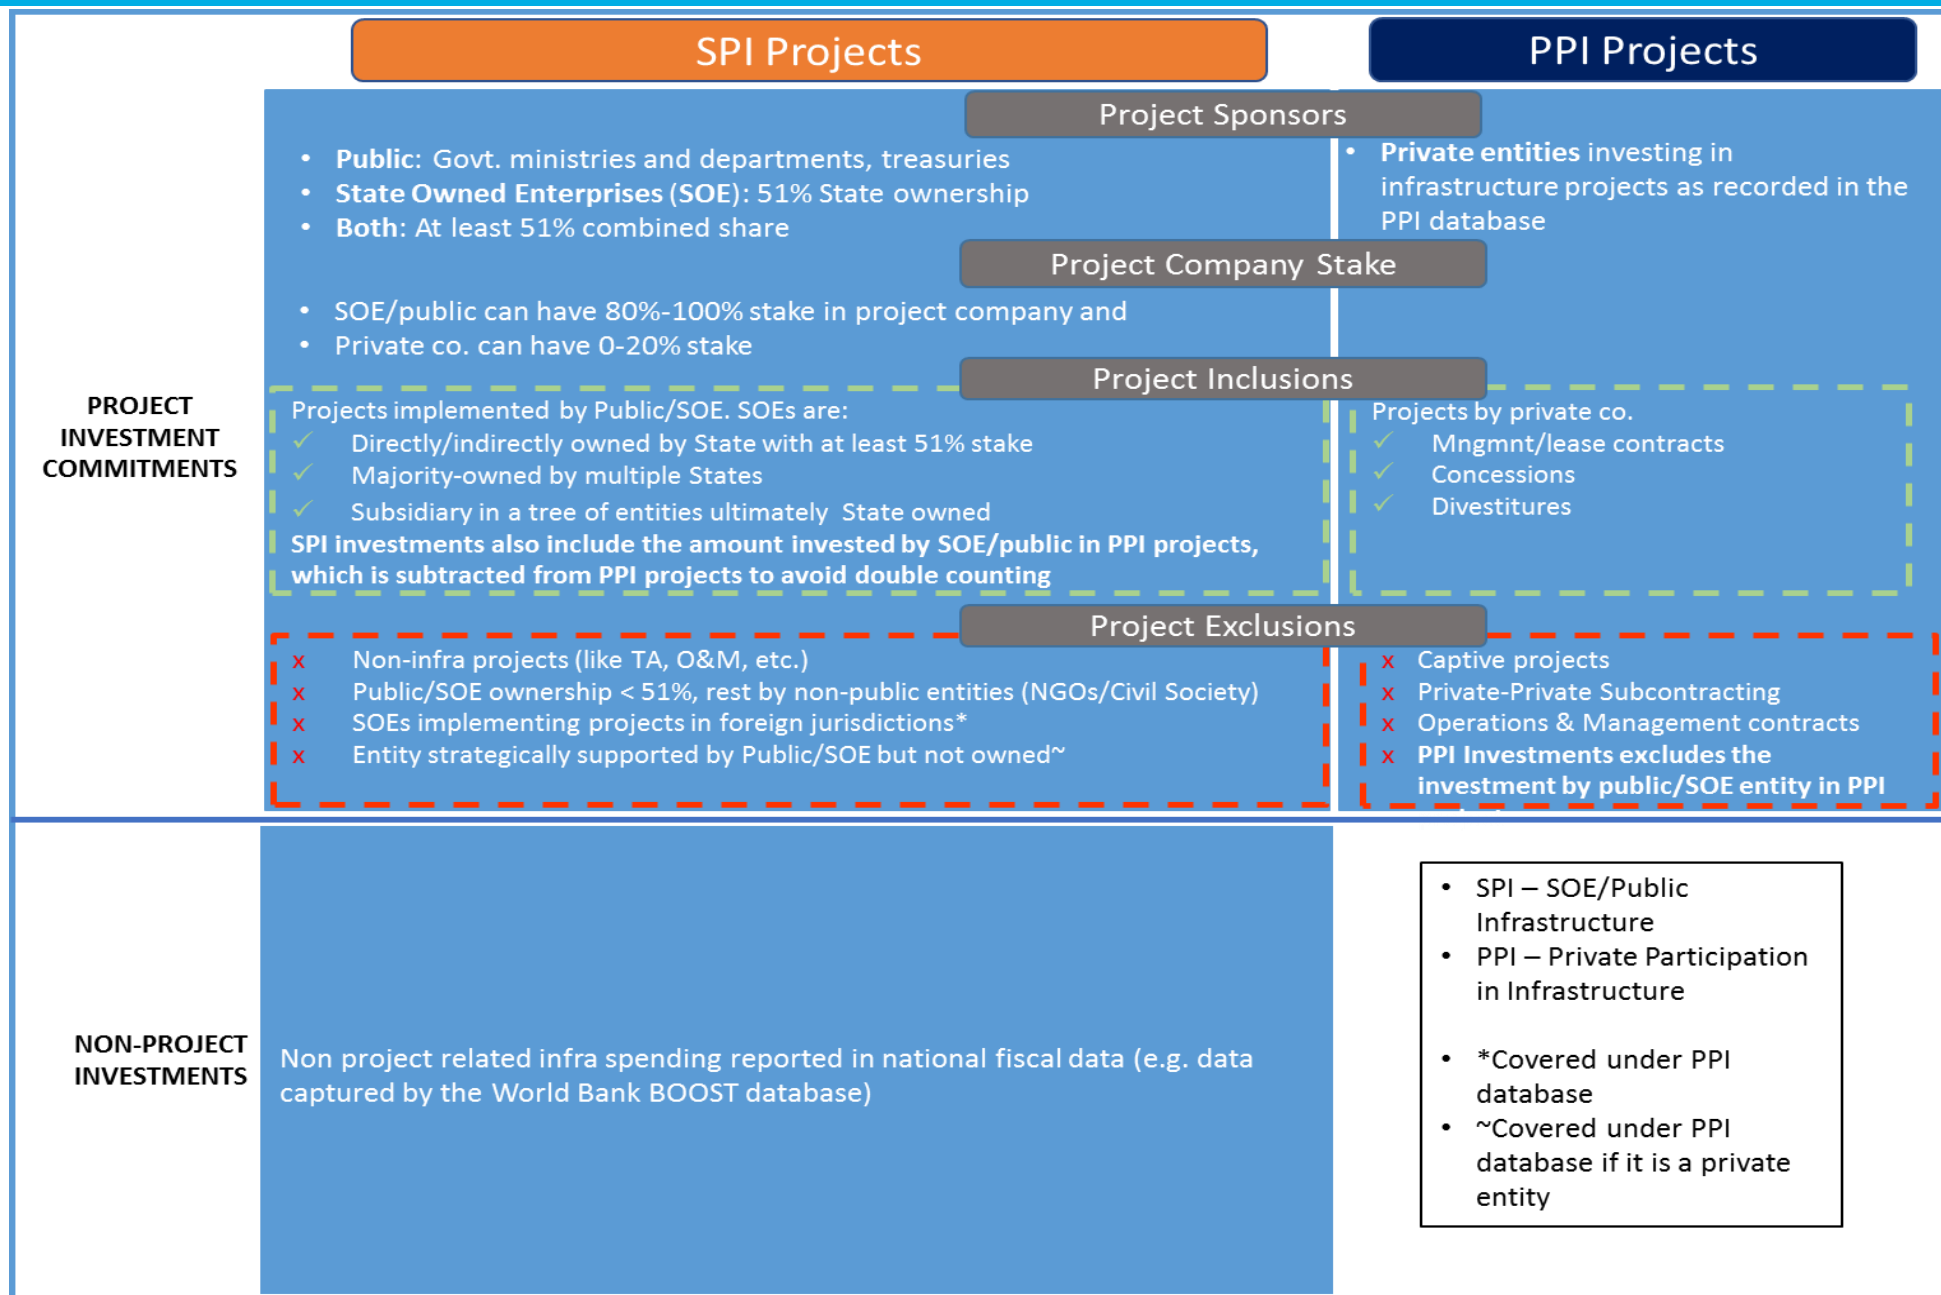 SPI Projects
PPI Projects
Project Sponsors
• Public: Govt. ministries and departments, treasuries
• State Owned Enterprises (SOE): 51% State ownership
• Both: At least 51% combined share
• Private entities investing in
infrastructure projects as recorded in the
PPI database
Project Company Stake
• SOE/public can have 80%-100% stake in project company and
• Private co. can have 0-20% stake
Project Inclusions
PROJECT
INVESTMENT
COMMITMENTS
Projects implemented by Public/SOE. SOEs are:
✓ Directly/indirectly owned by State with at least 51% stake
✓ Majority-owned by multiple States
✓ Subsidiary in a tree of entities ultimately State owned
SPI investments also include the amount invested by SOE/public in PPI projects,
which is subtracted from PPI projects to avoid double counting
Projects by private co.
✓ Mngmnt/lease contracts
✓ Concessions
✓ Divestitures
Project Exclusions
x Non-infra projects (like TA, O&M, etc.)
x Public/SOE ownership < 51%, rest by non-public entities (NGOs/Civil Society)
x SOEs implementing projects in foreign jurisdictions*
x Entity strategically supported by Public/SOE but not owned~
x Captive projects
x Private-Private Subcontracting
x Operations & Management contracts
x PPI Investments excludes the
investment by public/SOE entity in PPI
NON-PROJECT
INVESTMENTS
Non project related infra spending reported in national fiscal data (e.g. data
captured by the World Bank BOOST database)
• SPI – SOE/Public
Infrastructure
• PPI – Private Participation
in Infrastructure
• *Covered under PPI
database
• ~Covered under PPI
database if it is a private
entity